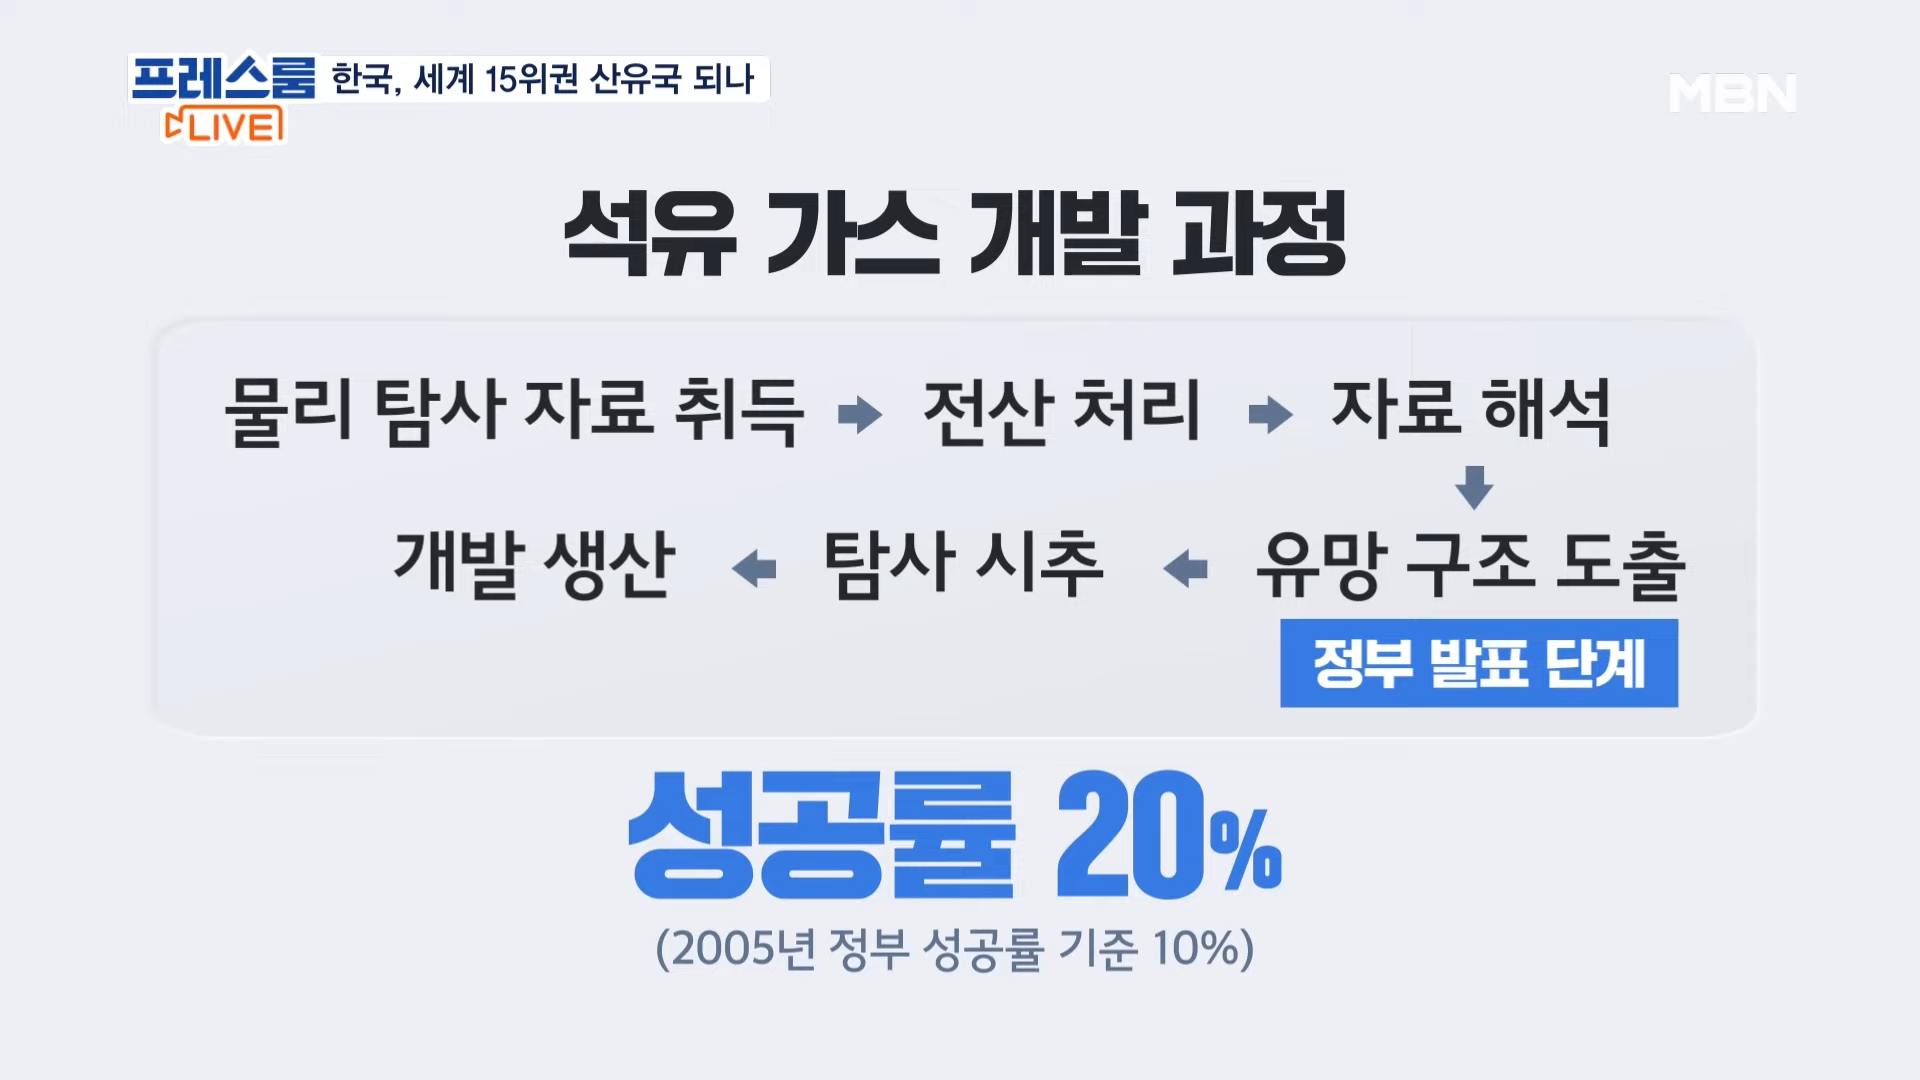 프레스룸 한국, 세계 15위권 산유국 되나
LIVE
MBN
석유 가스 개발 과정
물리 탐사 자료 취득 → 전산 처리 → 자료 해석
↓
개발 생산 ← 탐사 시추 ← 유망 구조 도출
정부 발표 단계
성공률 20%
(2005년 정부 성공률 기준 10%)